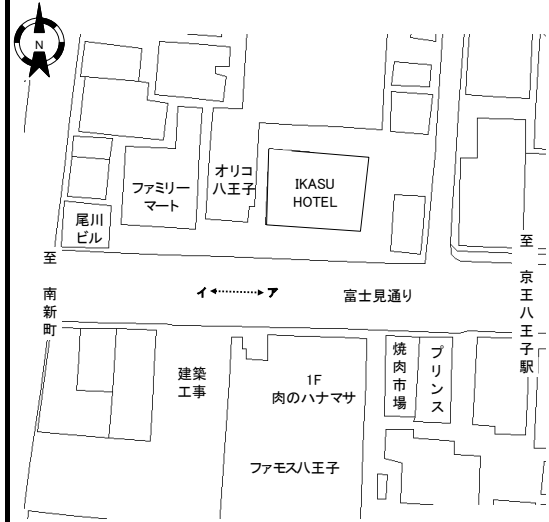 N
オリコ
八王子
IKASU
HOTEL
ファミリー
マート
尾川
ビル
至 南新町
イ
ア
富士見通り
至 京王八王子駅
建築
工事
1F
肉のハナマサ
焼肉市場
プリンス
ファモス八王子